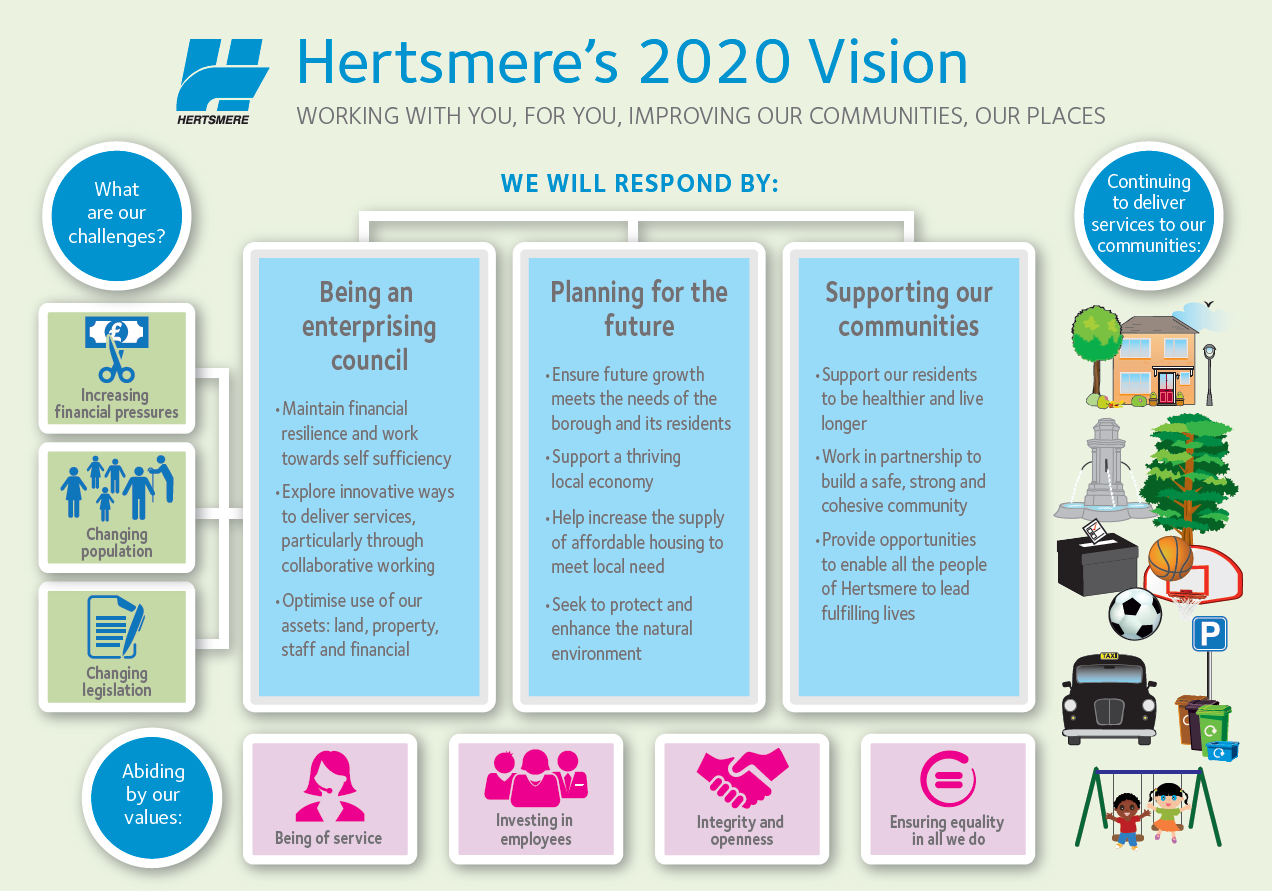 Hertsmere's 2020 Vision
HERTSMERE
WORKING WITH YOU, FOR YOU, IMPROVING OUR COMMUNITIES, OUR PLACES
What
are our
challenges?
£
Increasing
financial pressures
Changing
population
Changing
legislation
WE WILL RESPOND BY:
Being an
enterprising
council
•Maintain financial
resilience and work
towards self sufficiency
•Explore innovative ways
to deliver services,
particularly through
collaborative working
•Optimise use of our
assets: land, property,
staff and financial
Planning for the
future
•Ensure future growth
meets the needs of the
borough and its residents
•Support a thriving
local economy
•Help increase the supply
of affordable housing to
meet local need
•Seek to protect and
enhance the natural
environment
Supporting our
communities
•Support our residents
to be healthier and live
longer
•Work in partnership to
build a safe, strong and
cohesive community
•Provide opportunities
to enable all the people
of Hertsmere to lead
fulfilling lives
Continuing
to deliver
services to our
communities:
P
TAXI
Abiding
by our
values:
Being of service
Investing in
employees
Integrity and
openness
Ensuring equality
in all we do